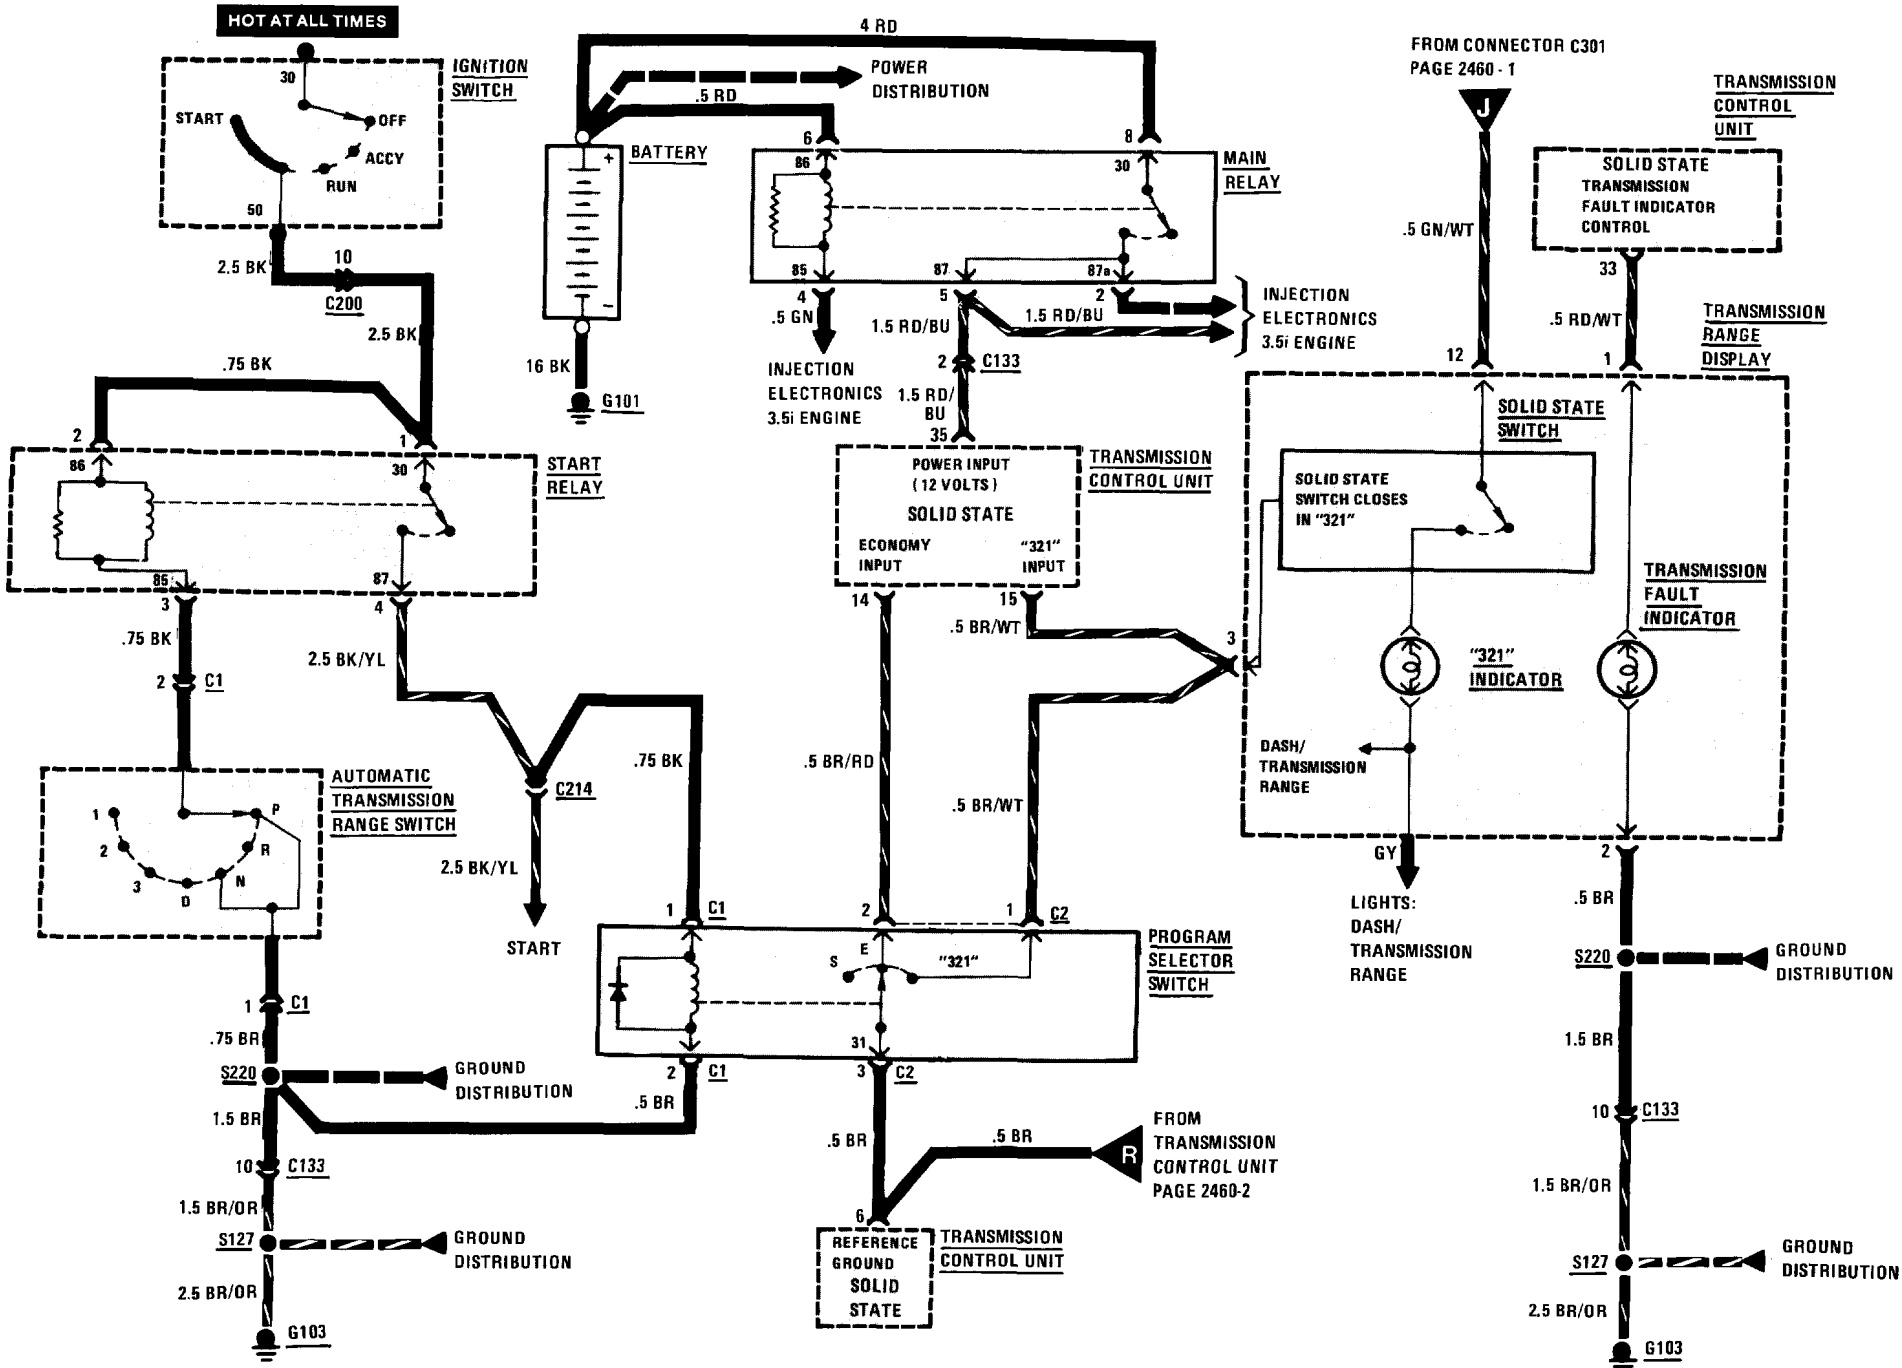 HOT AT ALL TIMES
30
IGNITION
SWITCH
START
OFF
ACCY
RUN
50
2.5 BK
10
C200
2.5 BK
.75 BK
2
1
86
30
START
RELAY
85
87
3
4
.75 BK
2.5 BK/YL
2
C1
AUTOMATIC
TRANSMISSION
RANGE SWITCH
1
2
3
D
N
R
P
1
C1
.75 BR
S220
GROUND
DISTRIBUTION
1.5 BR
10
C133
1.5 BR/OR
S127
GROUND
DISTRIBUTION
2.5 BR/OR
G103
C214
2.5 BK/YL
START
.75 BK
4 RD
POWER
DISTRIBUTION
.5 RD
BATTERY
+
–
16 BK
G101
6
8
86
30
MAIN
RELAY
85
87
87a
4
5
2
.5 GN
1.5 RD/BU
1.5 RD/BU
INJECTION
ELECTRONICS
3.5i ENGINE
INJECTION
ELECTRONICS
3.5i ENGINE
2
C133
1.5 RD/
BU
35
POWER INPUT
(12 VOLTS)
SOLID STATE
ECONOMY
INPUT
"321"
INPUT
TRANSMISSION
CONTROL UNIT
14
15
.5 BR/WT
.5 BR/RD
.5 BR/WT
3
1
C1
2
1
C2
PROGRAM
SELECTOR
SWITCH
S
E
"321"
31
2
C1
3
C2
.5 BR
.5 BR
.5 BR
R
FROM
TRANSMISSION
CONTROL UNIT
PAGE 2460-2
6
REFERENCE
GROUND
SOLID
STATE
TRANSMISSION
CONTROL UNIT
FROM CONNECTOR C301
PAGE 2460 - 1
J
.5 GN/WT
12
TRANSMISSION
CONTROL
UNIT
SOLID STATE
TRANSMISSION
FAULT INDICATOR
CONTROL
33
.5 RD/WT
1
TRANSMISSION
RANGE
DISPLAY
SOLID STATE
SWITCH
SOLID STATE
SWITCH CLOSES
IN "321"
TRANSMISSION
FAULT
INDICATOR
"321"
INDICATOR
DASH/
TRANSMISSION
RANGE
GY
LIGHTS:
DASH/
TRANSMISSION
RANGE
2
.5 BR
S220
GROUND
DISTRIBUTION
1.5 BR
10
C133
1.5 BR/OR
S127
GROUND
DISTRIBUTION
2.5 BR/OR
G103